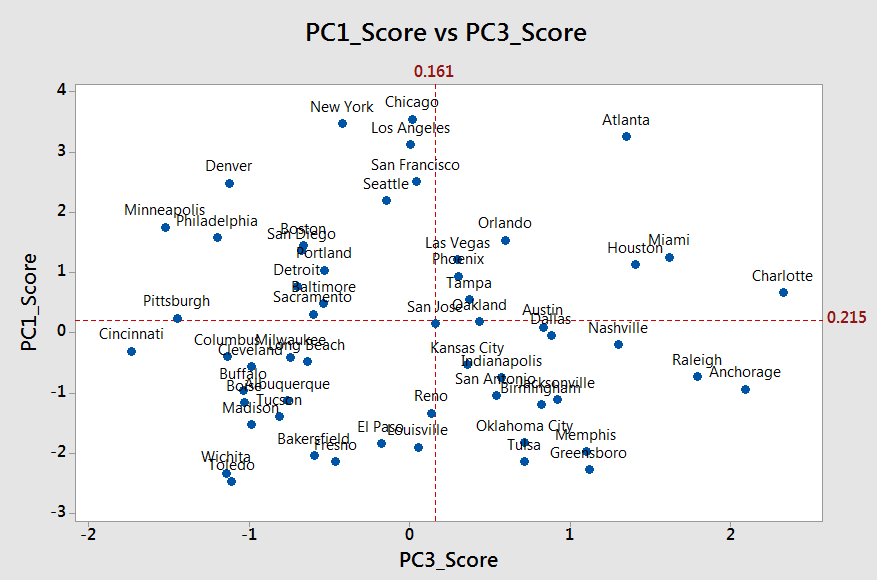 PC1_Score vs PC3_Score
0.161
4
Chicago
New York
Atlanta
Los Angeles
3
San Francisco
Denver
Seattle
2
Minneapolis
Philadelphia
Orlando
Boston
San Diego
Las Vegas
Miami
Houston
Portland
Phoenix
1
Detroit
Charlotte
Baltimore
Tampa
Sacramento
Pittsburgh
San Jose
Oakland
Austin
0.215
Dallas
0
Cincinnati
Nashville
Columbus
Milwaukee
Long Beach
Cleveland
Kansas City
Indianapolis
Raleigh
Buffalo
Anchorage
San Antonio
-1
Boise
Albuquerque
Jacksonville
Birmingham
Reno
Tucson
Madison
El Paso
Oklahoma City
Louisville
-2
Bakersfield
Fresno
Tulsa
Memphis
Greensboro
Wichita
Toledo
-3
-2
-1
0
1
2
PC1_Score
PC3_Score